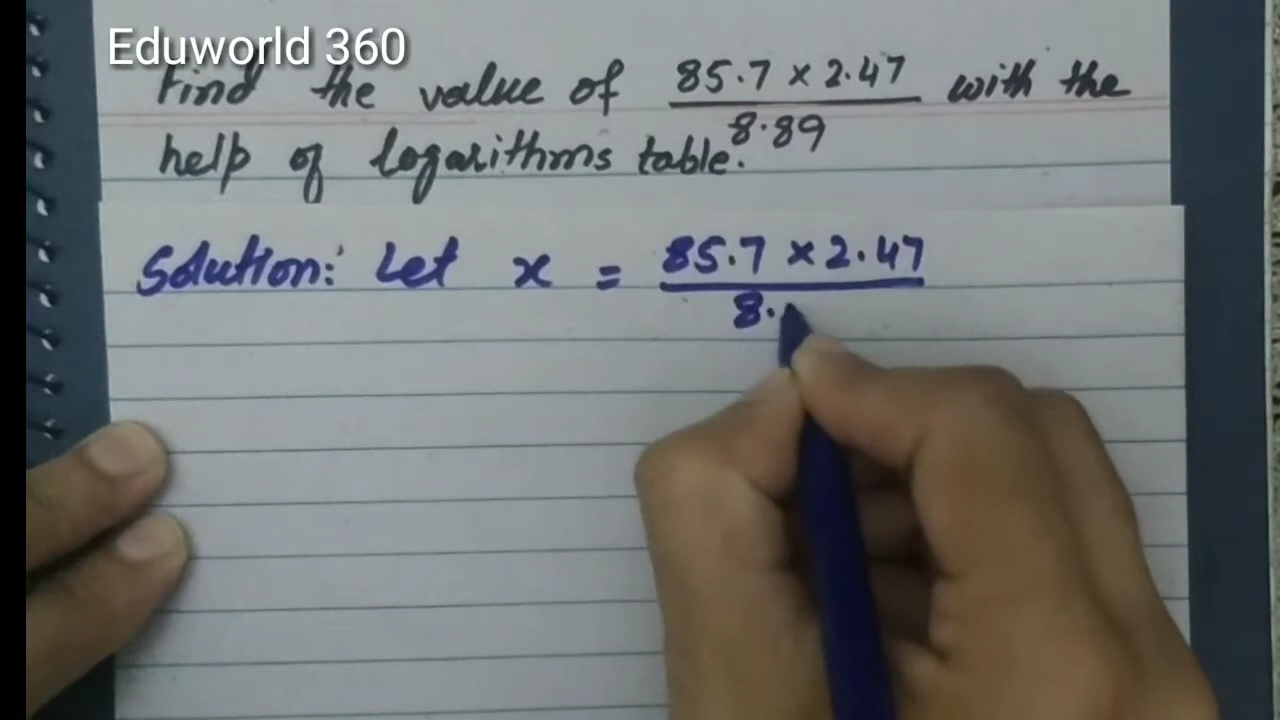 Eduworld 360
Find the value of 85.7 × 2.47 / 8.89 with the
help of logarithms table.
Solution: Let x = 85.7 × 2.47 / 8.